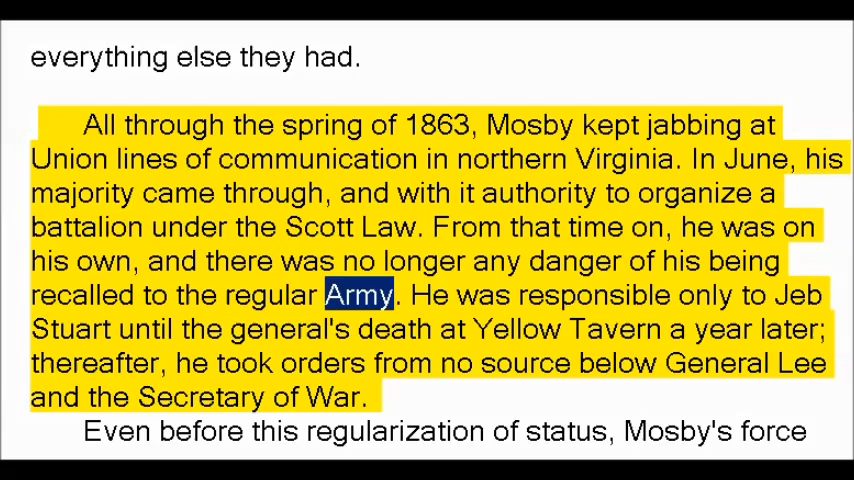 everything else they had.
All through the spring of 1863, Mosby kept jabbing at
Union lines of communication in northern Virginia. In June, his
majority came through, and with it authority to organize a
battalion under the Scott Law. From that time on, he was on
his own, and there was no longer any danger of his being
recalled to the regular Army. He was responsible only to Jeb
Stuart until the general's death at Yellow Tavern a year later;
thereafter, he took orders from no source below General Lee
and the Secretary of War.
Even before this regularization of status, Mosby's force